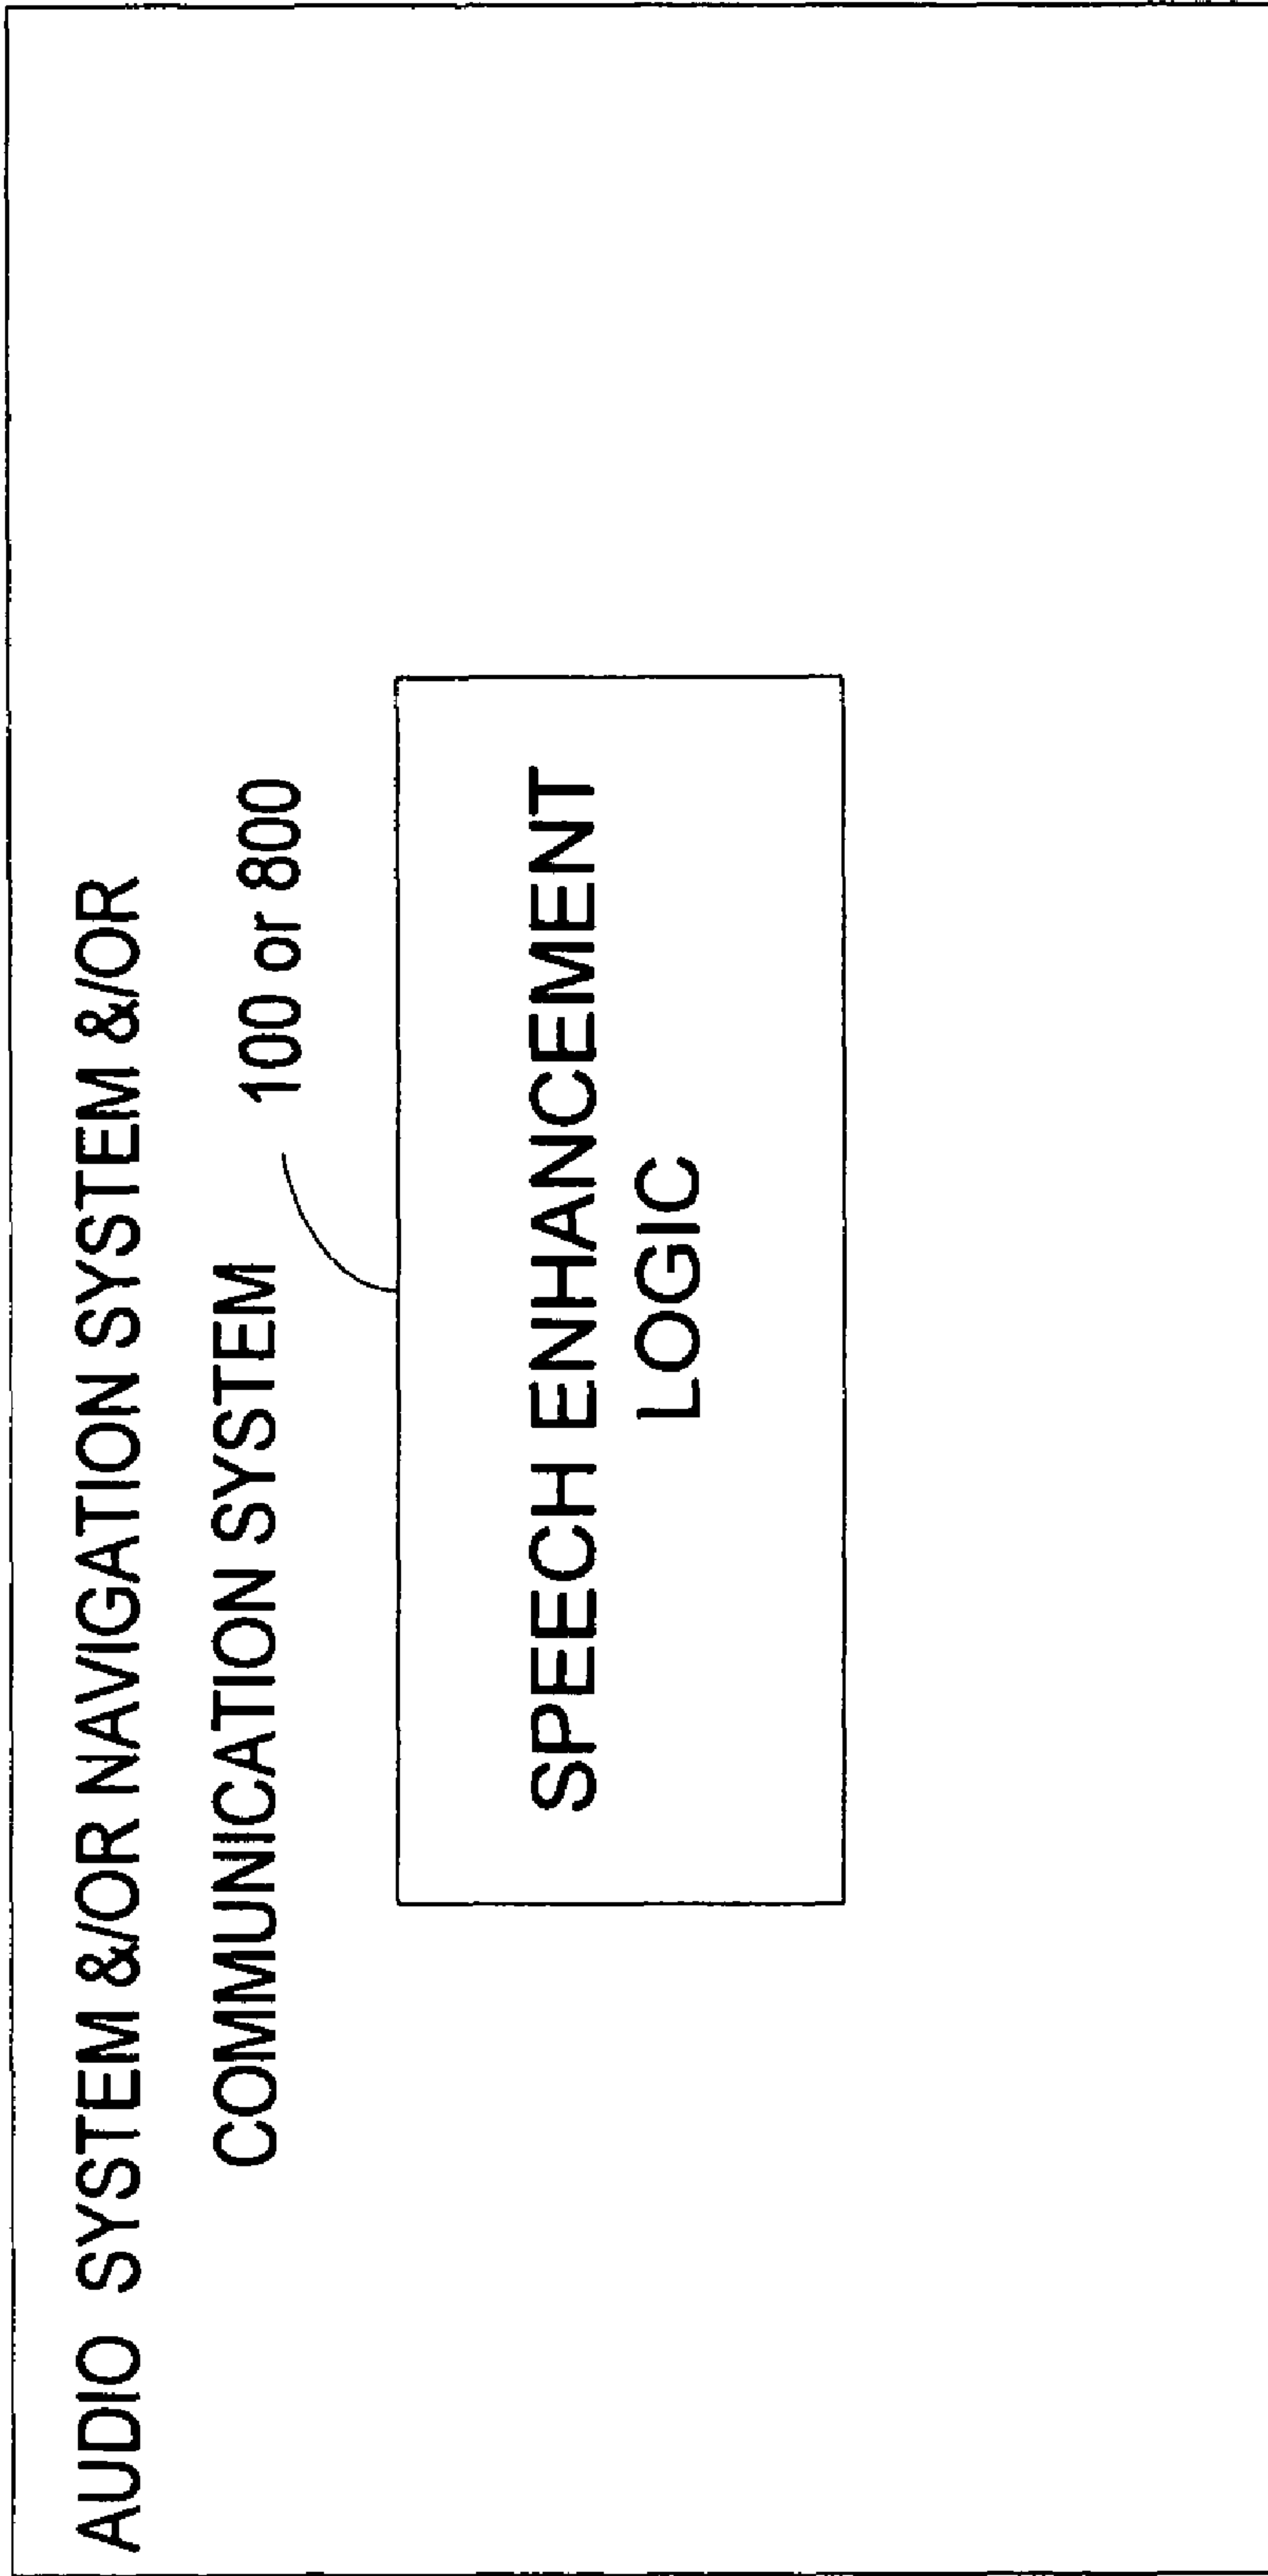 AUDIO SYSTEM &/OR NAVIGATION SYSTEM &/OR
COMMUNICATION SYSTEM
100 or 800
SPEECH ENHANCEMENT
LOGIC